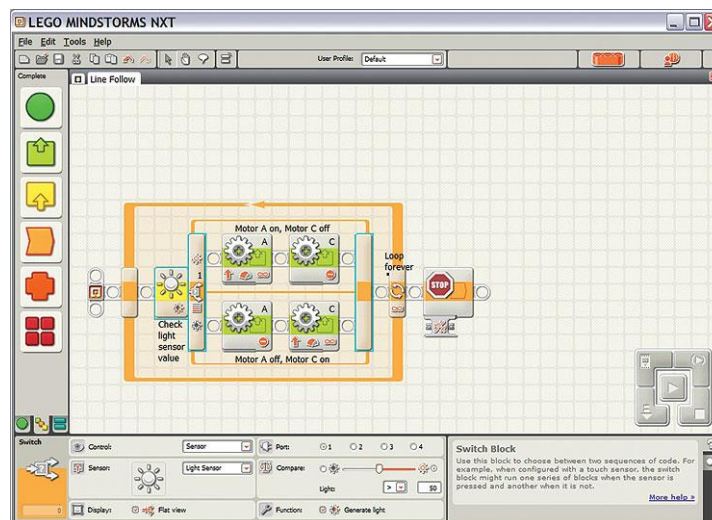 LEGO MINDSTORMS NXT
File Edit Tools Help
User Profile: Default
Complete
Line Follow
Motor A on, Motor C off
A C
Loop
forever
1
STOP
A C
Check
light
sensor
value
Motor A off, Motor C on
Switch
Control: Sensor
Port: 1 2 3 4
Sensor: Light Sensor
Compare:
Light: > 50
Display: Flat view
Function: Generate light
0
Switch Block
Use this block to choose between two sequences of code. For
example, when configured with a touch sensor, the switch
block might run one series of blocks when the sensor is
pressed and another when it is not.
More help »